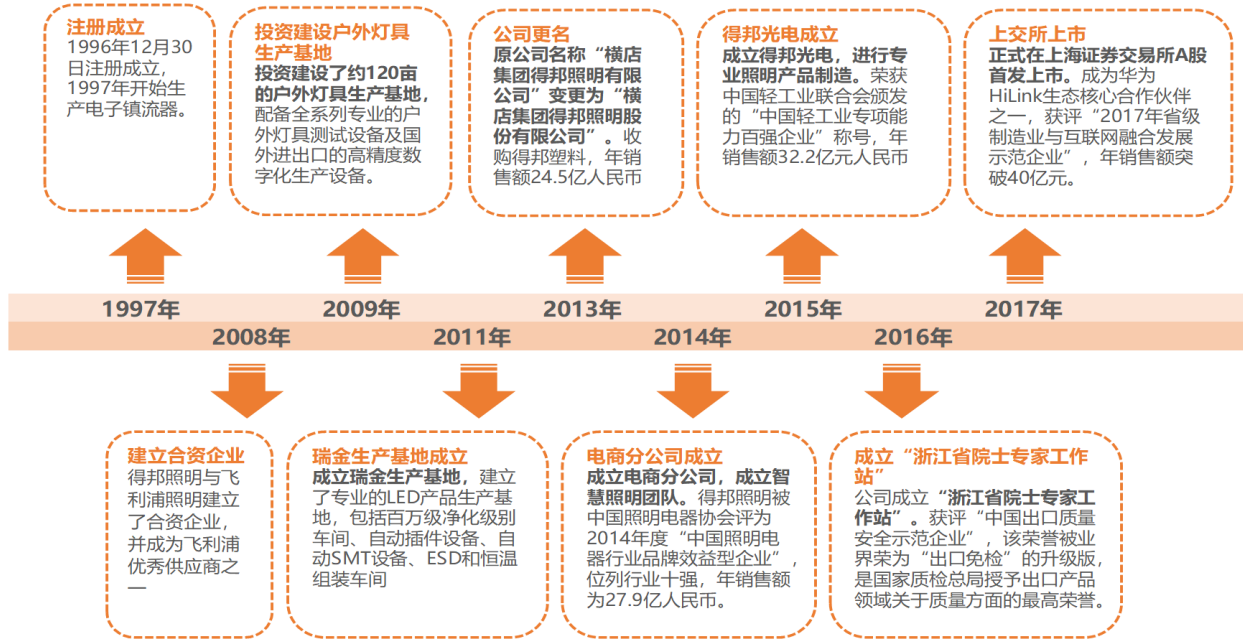 注册成立
1996年12月30
日注册成立，
1997年开始生
产电子镇流器。
投资建设户外灯具
生产基地
投资建设了约120亩
的户外灯具生产基地，
配备全系列专业的户
外灯具测试设备及国
外进出口的高精度数
字化生产设备。
公司更名
原公司名称“横店
集团得邦照明有限
公司”变更为“横
店集团得邦照明股
份有限公司”。收
购得邦塑料，年销
售额24.5亿人民币
得邦光电成立
成立得邦光电，进行专
业照明产品制造。荣获
中国轻工业联合会颁发
的“中国轻工业专项能
力百强企业”称号，年
销售额32.2亿元人民币
上交所上市
正式在上海证券交易所A股
首发上市。成为华为
HiLink生态核心合作伙伴
之一，获评“2017年省级
制造业与互联网融合发展
示范企业”，年销售额突
破40亿元。
1997年
2009年
2013年
2015年
2017年
2008年
2011年
2014年
2016年
建立合资企业
得邦照明与飞
利浦照明建立
了合资企业，
并成为飞利浦
优秀供应商之
一
瑞金生产基地成立
成立瑞金生产基地，建立
了专业的LED产品生产基
地，包括百万级净化级别
车间、自动插件设备、自
动SMT设备、ESD和恒温
组装车间
电商分公司成立
成立电商分公司，成立智
慧照明团队。得邦照明被
中国照明电器协会评为
2014年度“中国照明电
器行业品牌效益型企业”，
位列行业十强，年销售额
为27.9亿人民币。
成立“浙江省院士专家工作
站”
公司成立“浙江省院士专家工
作站”。获评“中国出口质量
安全示范企业”，该荣誉被业
界荣为“出口免检”的升级版，
是国家质检总局授予出口产品
领域关于质量方面的最高荣誉。